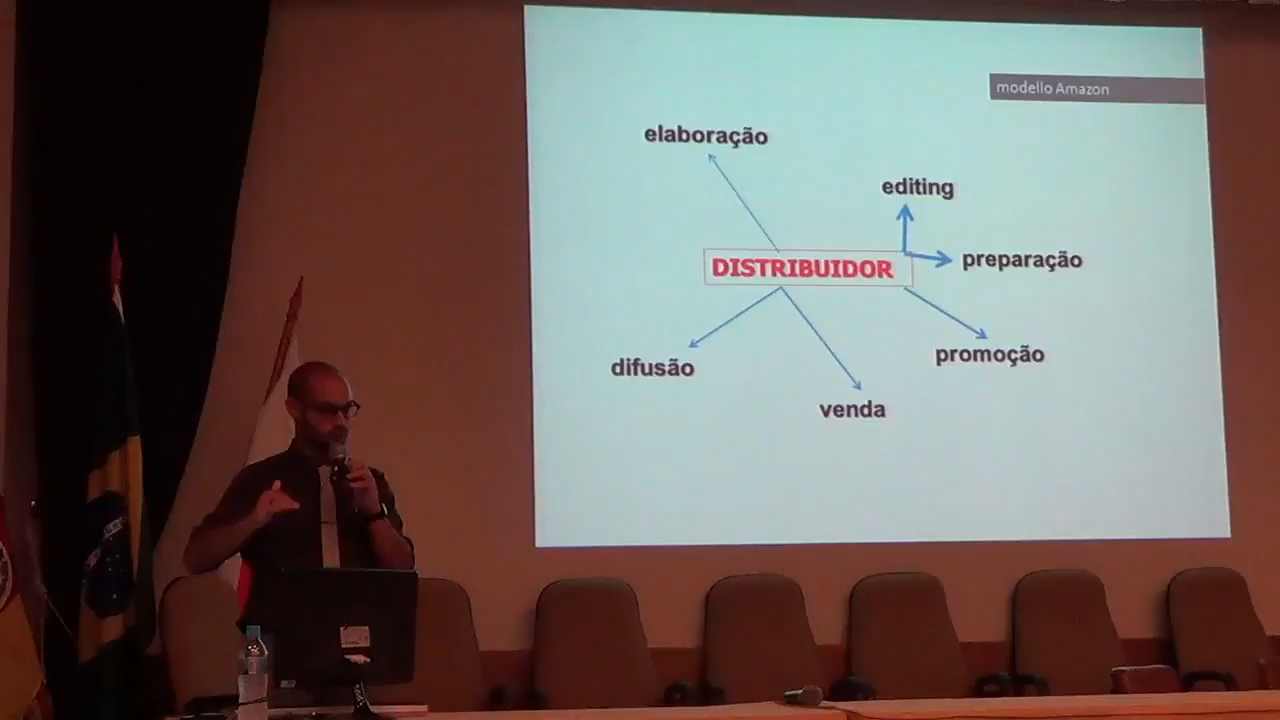 modello Amazon
elaboração
editing
DISTRIBUIDOR
preparação
promoção
difusão
venda